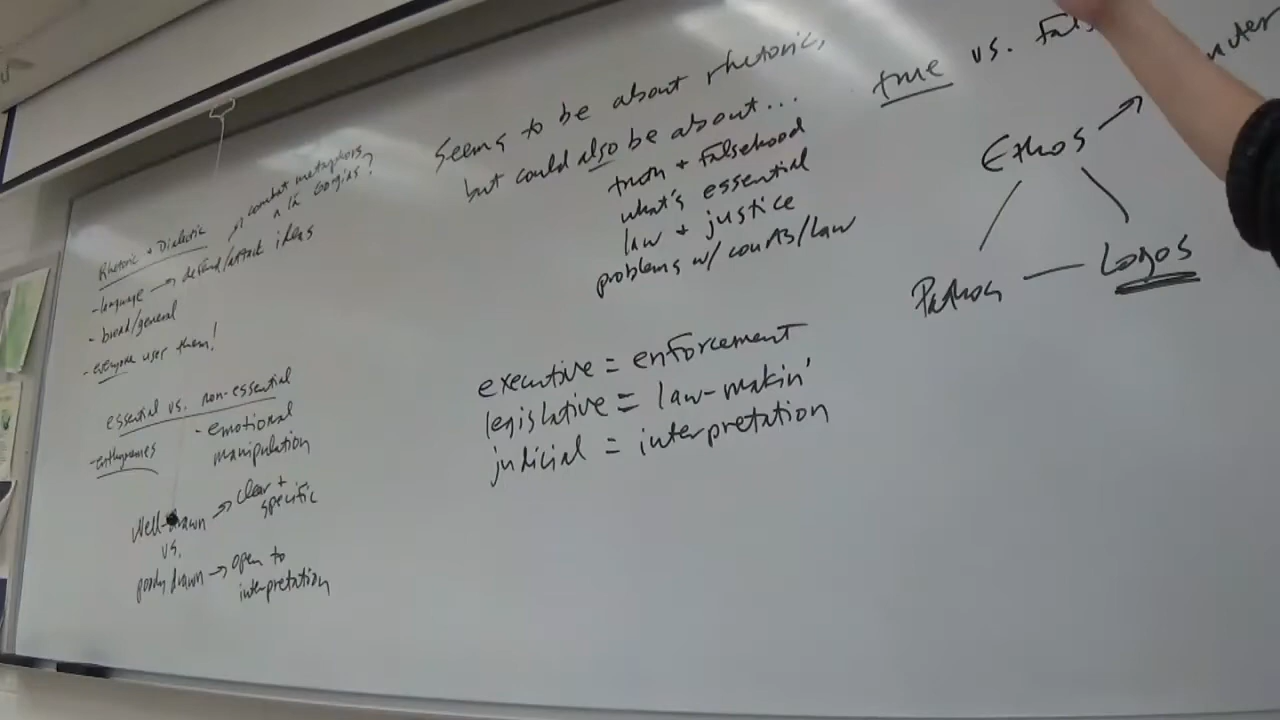 Rhetoric + Dialectic
- language → defend/attack ideas
combat metaphors
a la Gorgias?
- broad/general
- everyone uses them!
essential vs. non-essential
- enthymemes
- emotional
manipulation
Well-drawn → clear +
specific
vs.
poorly drawn → open to
interpretation
Seems to be about rhetoric,
but could also be about...
truth + falsehood
what's essential
law + justice
problems w/ courts/law
executive = enforcement
legislative = law-makin'
judicial = interpretation
true vs.
Ethos
Pathos — Logos